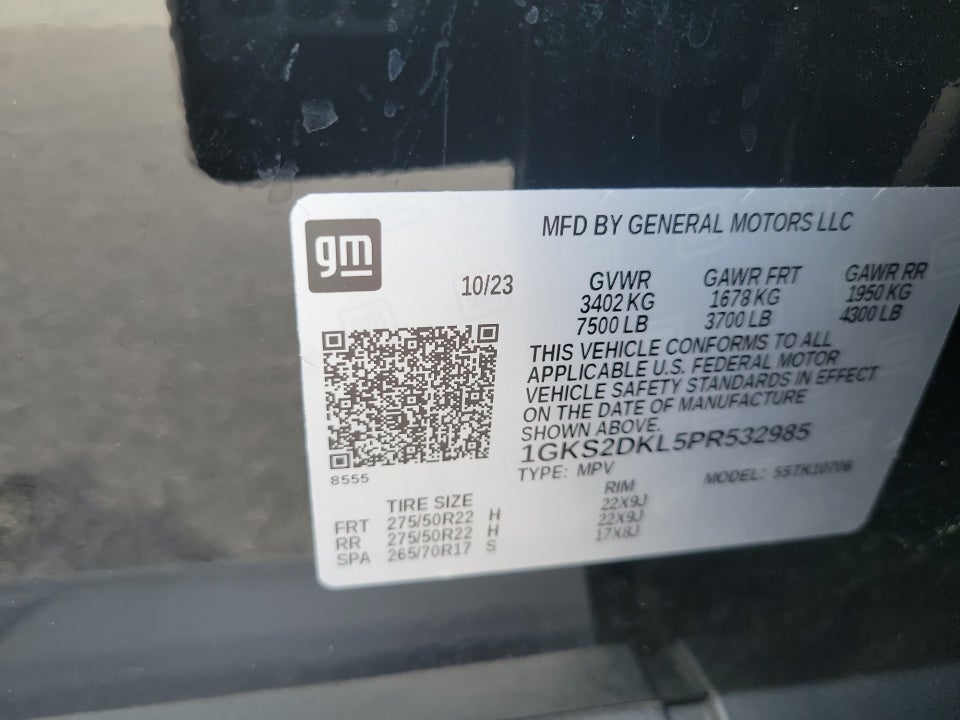 gm
MFD BY GENERAL MOTORS LLC
10/23
GVWR GAWR FRT GAWR RR
3402 KG 1678 KG 1950 KG
7500 LB 3700 LB 4300 LB
THIS VEHICLE CONFORMS TO ALL
APPLICABLE U.S. FEDERAL MOTOR
VEHICLE SAFETY STANDARDS IN EFFECT
ON THE DATE OF MANUFACTURE
SHOWN ABOVE.
1GKS2DKL5PR532985
TYPE: MPV MODEL: 55TK10706
8555
TIRE SIZE RIM
FRT 275/50R22 H 22X9J
RR 275/50R22 H 22X9J
SPA 265/70R17 S 17X8J